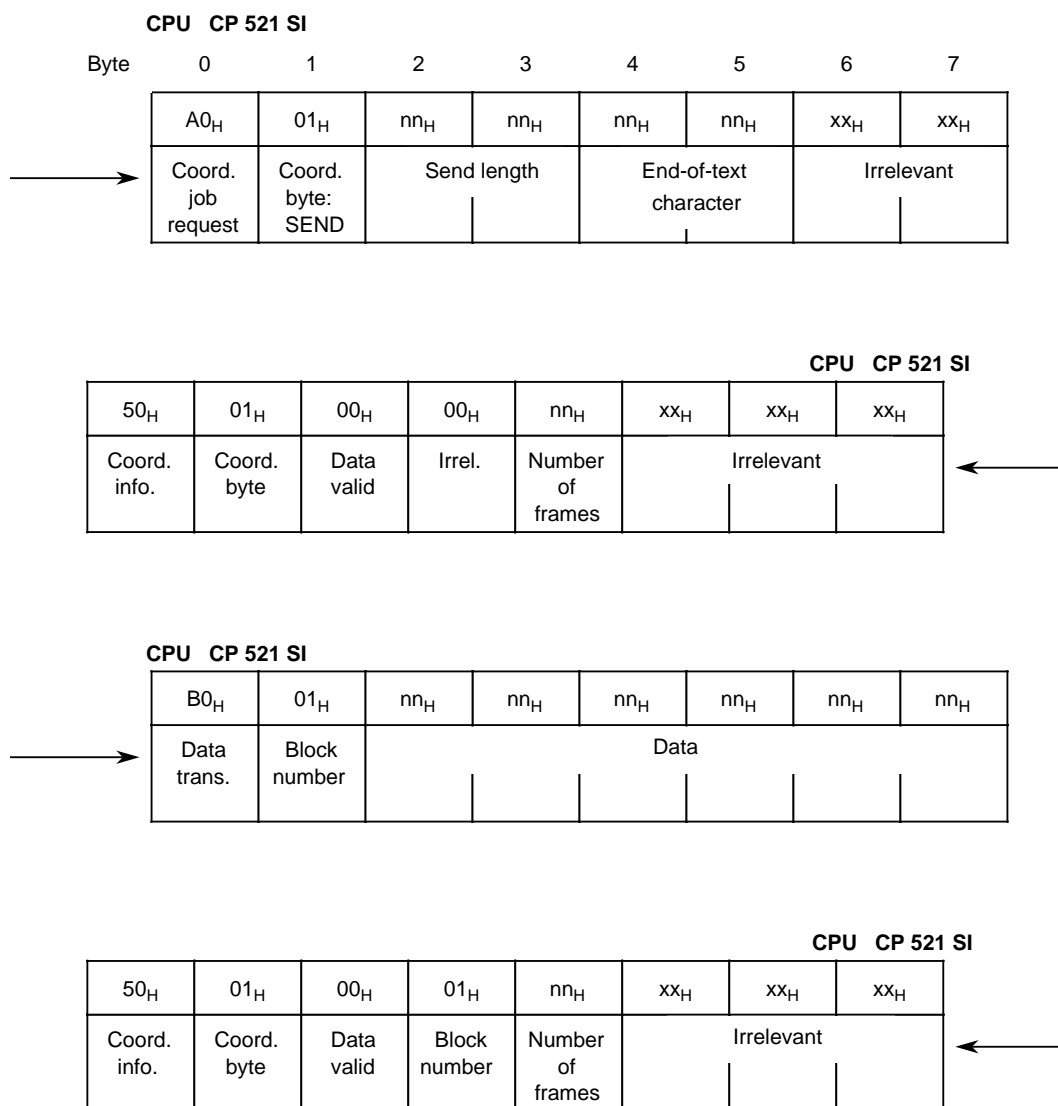 CPU CP 521 SI
Byte 0 1 2 3 4 5 6 7
A0H 01H nnH nnH nnH nnH xxH xxH
Coord. job request Coord. byte: SEND Send length End-of-text character Irrelevant
CPU CP 521 SI
50H 01H 00H 00H nnH xxH xxH xxH
Coord. info. Coord. byte Data valid Irrel. Number of frames Irrelevant
CPU CP 521 SI
B0H 01H nnH nnH nnH nnH nnH nnH
Data trans. Block number Data
CPU CP 521 SI
50H 01H 00H 01H nnH xxH xxH xxH
Coord. info. Coord. byte Data valid Block number Number of frames Irrelevant